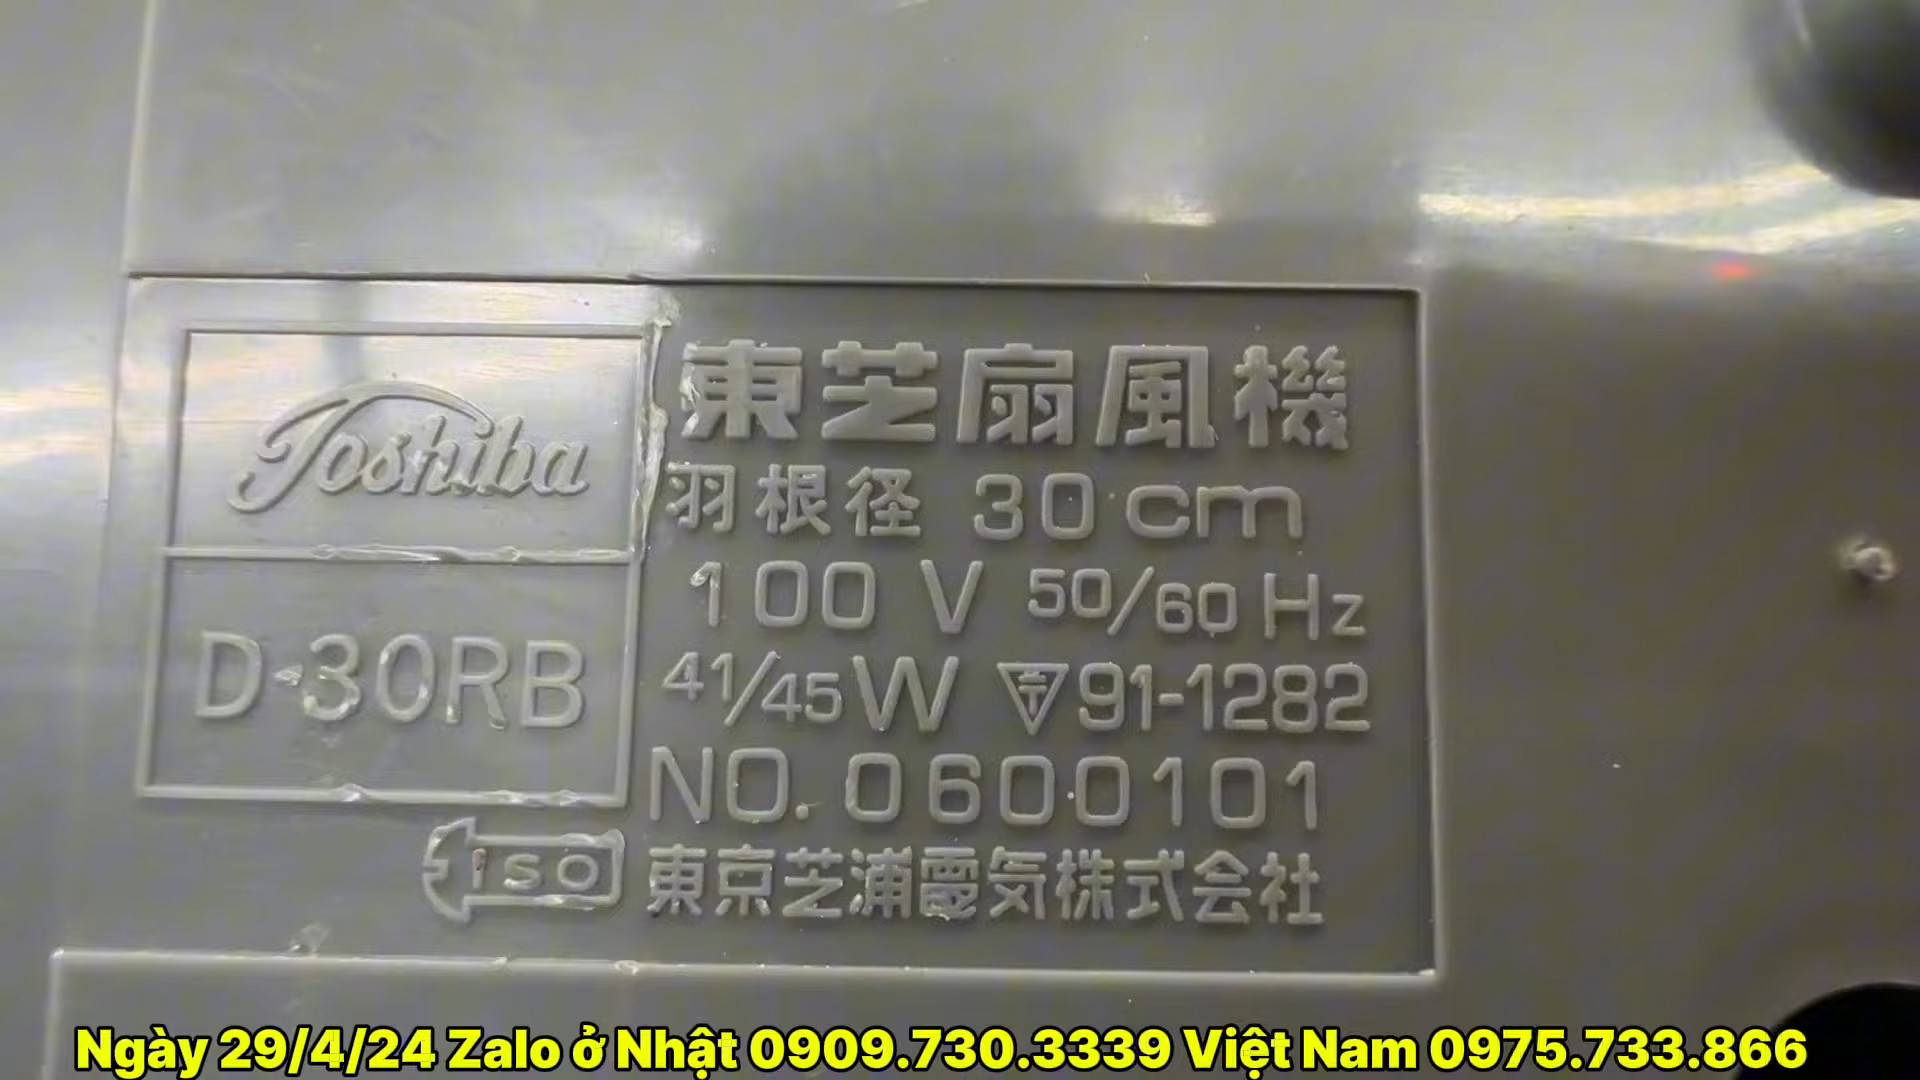 Toshiba
D-30RB
ISO
東芝扇風機
羽根径 30cm
100V 50/60Hz
41/45W 〒91-1282
NO.0600101
東京芝浦電気株式会社
Ngày 29/4/24 Zalo ở Nhật 0909.730.3339 Việt Nam 0975.733.866